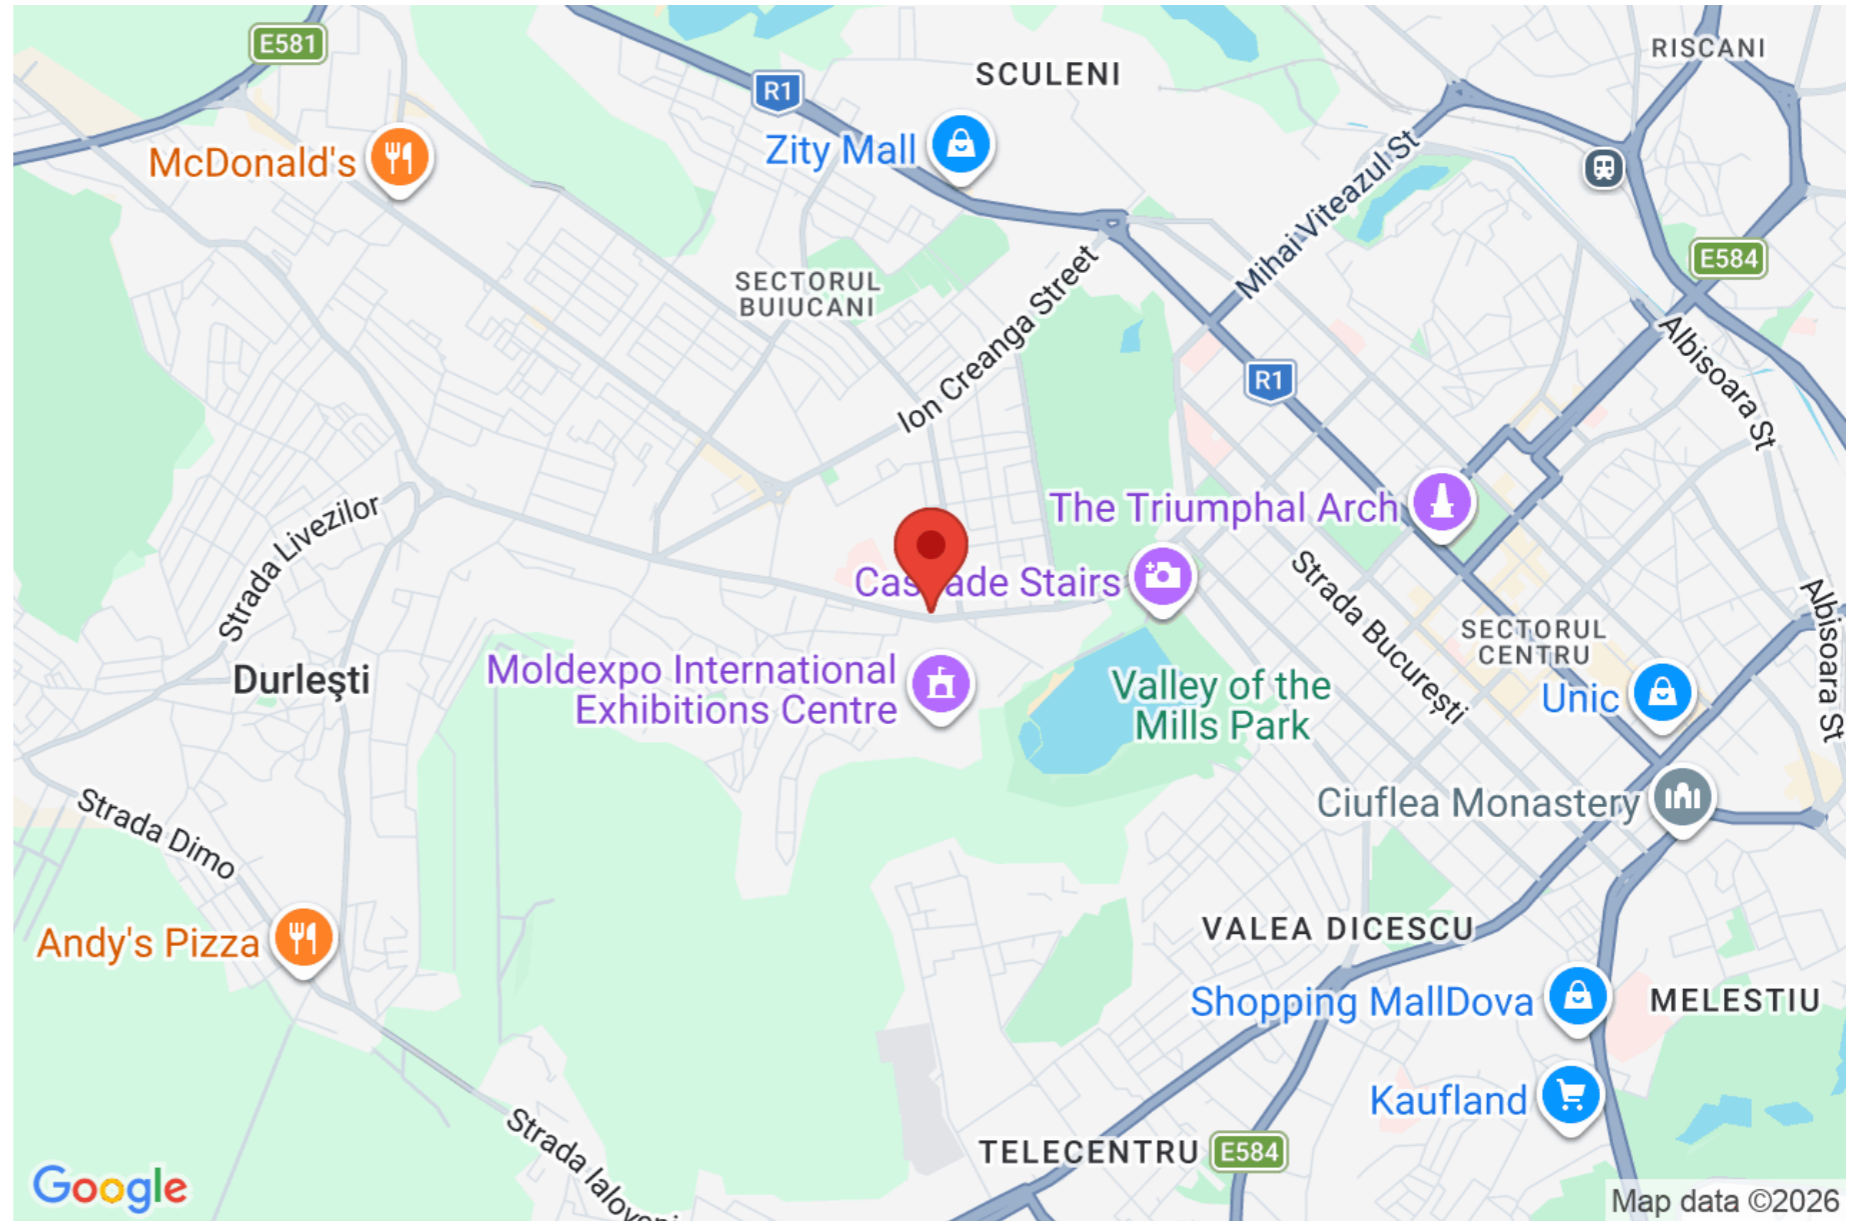 E581
RISCANI
SCULENI
R1
Zity Mall
McDonald's
Mihai Viteazul St
E584
SECTORUL
BUIUCANI
Ion Creanga Street
Albisoara St
R1
The Triumphal Arch
Strada Livezilor
Cascade Stairs
Strada București
Albisoara St
SECTORUL
CENTRU
Durleşti
Moldexpo International
Exhibitions Centre
Valley of the
Mills Park
Unic
Strada Dimo
Ciuflea Monastery
Andy's Pizza
VALEA DICESCU
Shopping MallDova
MELESTIU
Kaufland
Strada Ialoveni
TELECENTRU
E584
Google
Map data ©2026